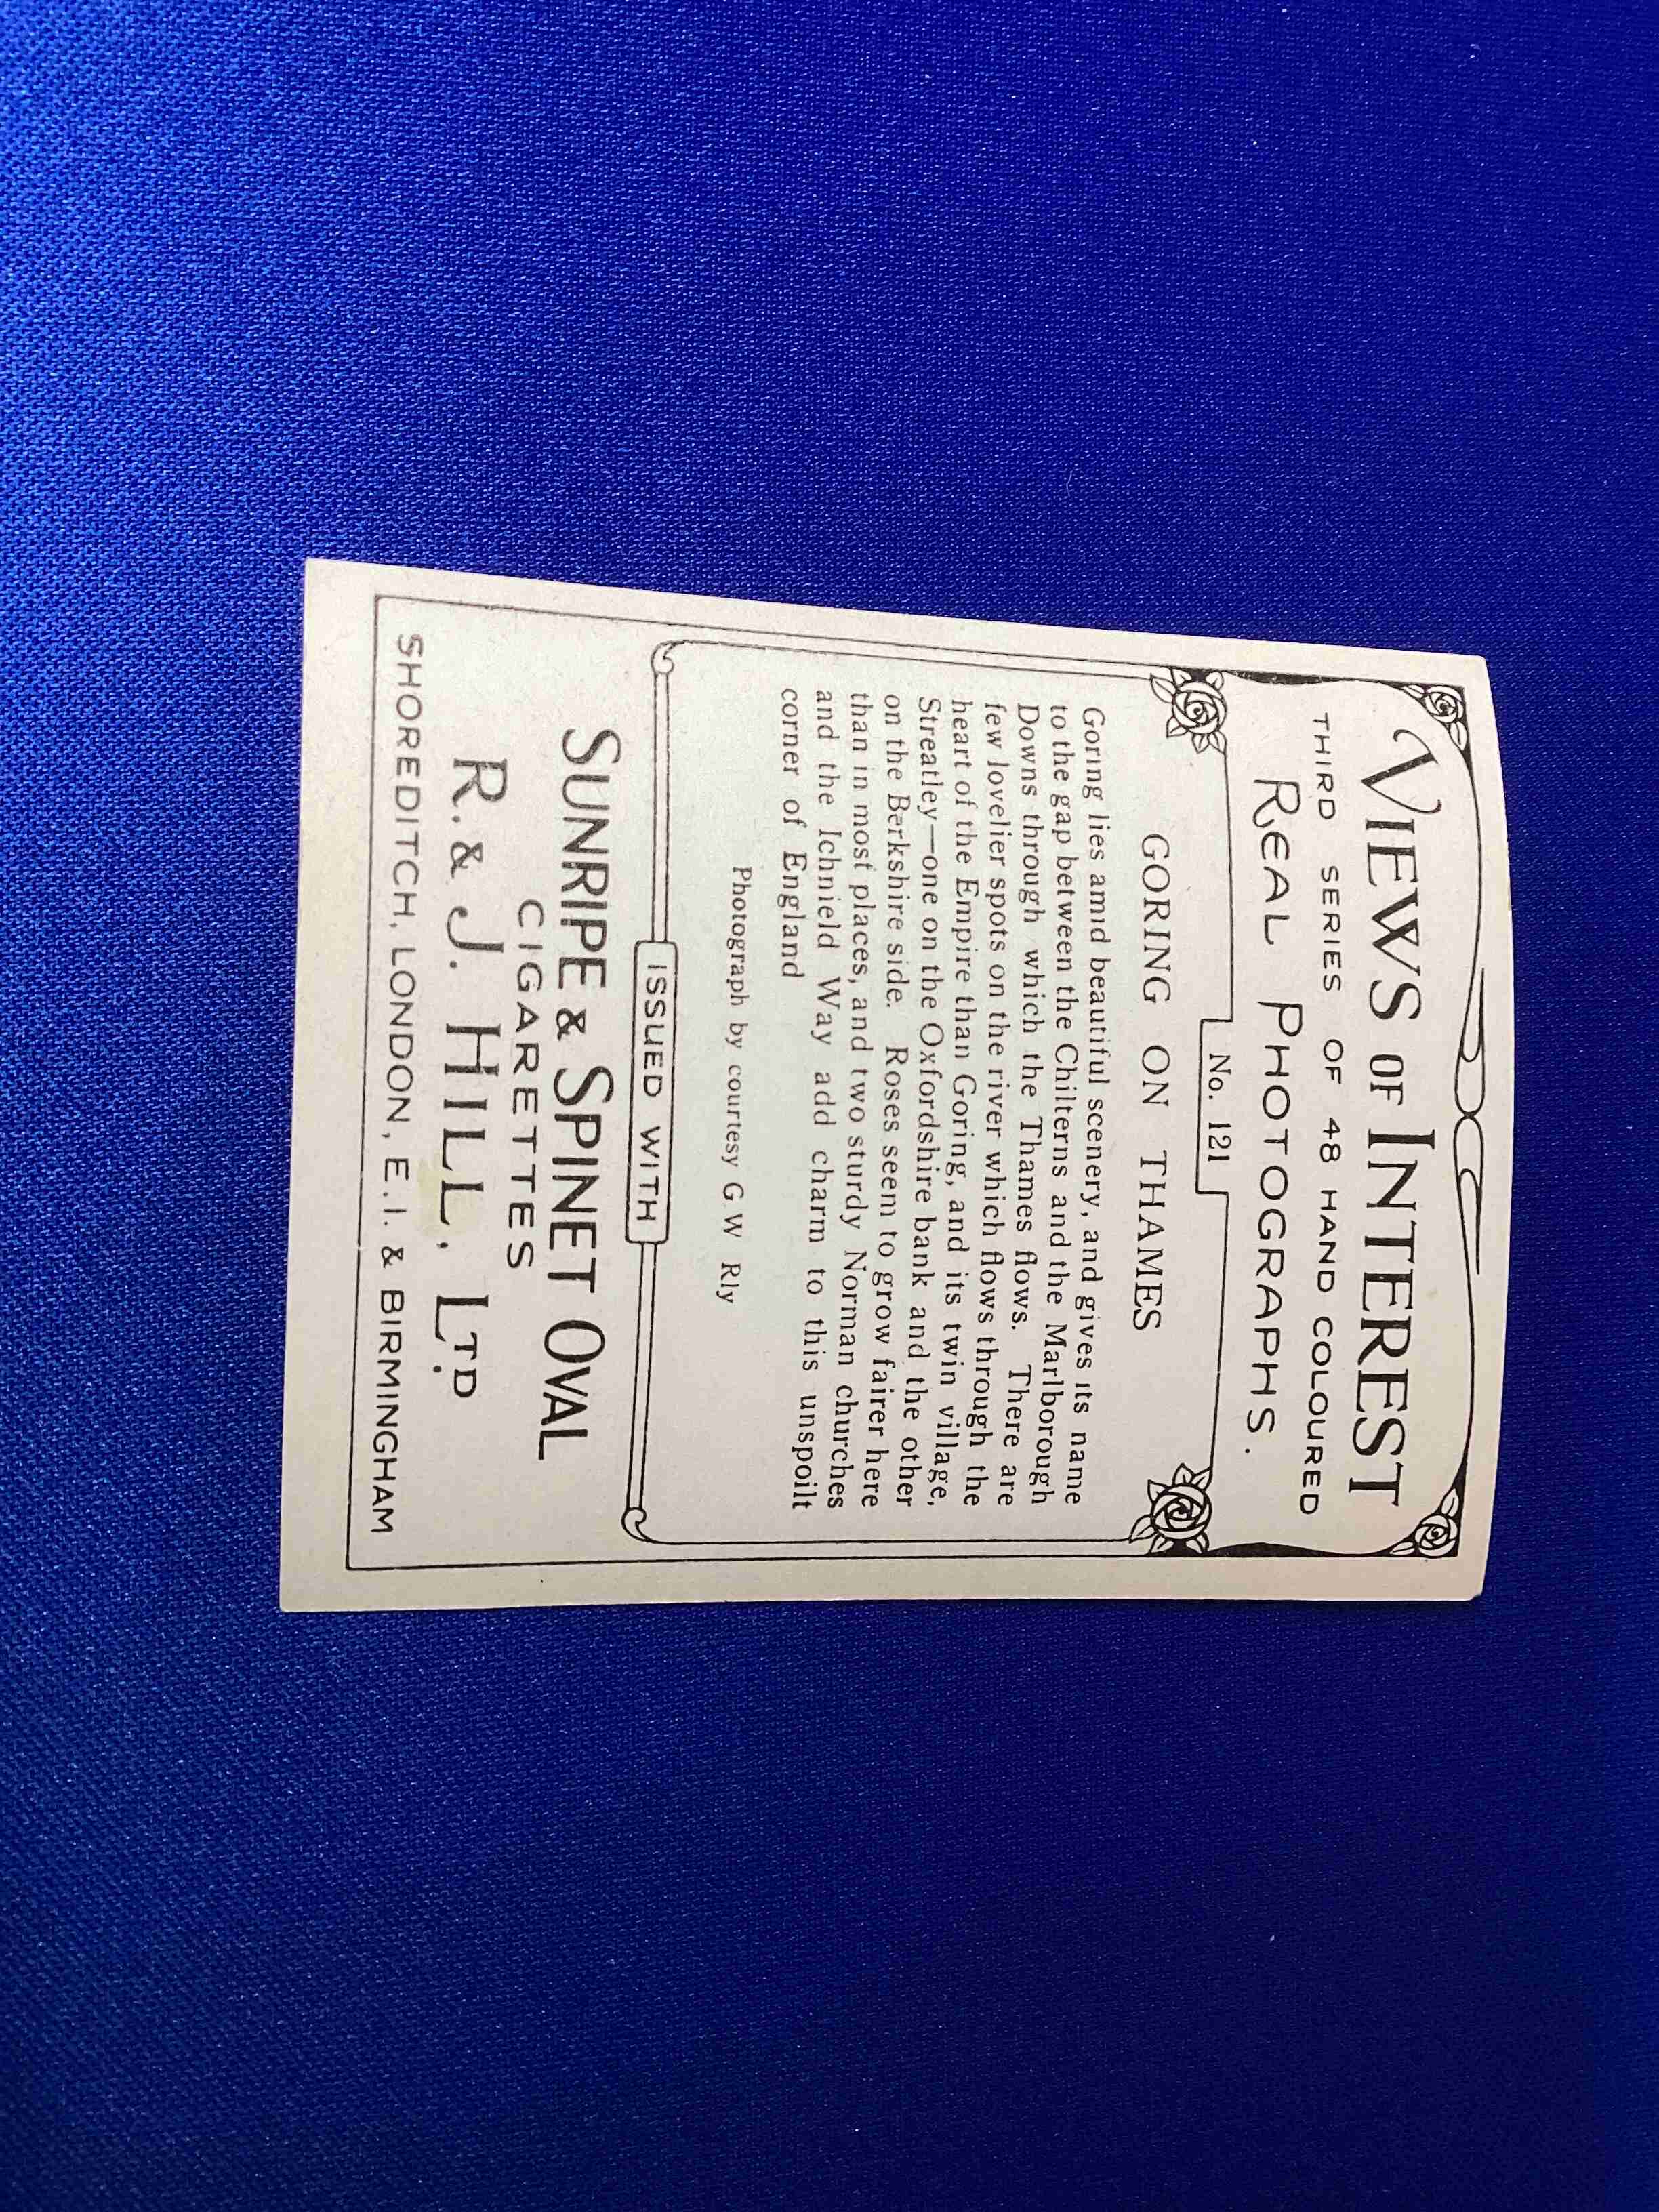 VIEWS OF INTEREST
THIRD SERIES OF 48 HAND COLOURED
REAL PHOTOGRAPHS.
No. 121
GORING ON THAMES
Goring lies amid beautiful scenery, and gives its name
to the gap between the Chilterns and the Marlborough
Downs through which the Thames flows. There are
few lovelier spots on the river which flows through the
heart of the Empire than Goring, and its twin village,
Streatley—one on the Oxfordshire bank and the other
on the Berkshire side. Roses seem to grow fairer here
than in most places, and two sturdy Norman churches
and the Ichnield Way add charm to this unspoilt
corner of England
Photograph by courtesy G.W Rly
ISSUED WITH
SUNRIPE & SPINET OVAL
CIGARETTES
R. & J. HILL, LTD.
SHOREDITCH, LONDON, E.I. & BIRMINGHAM